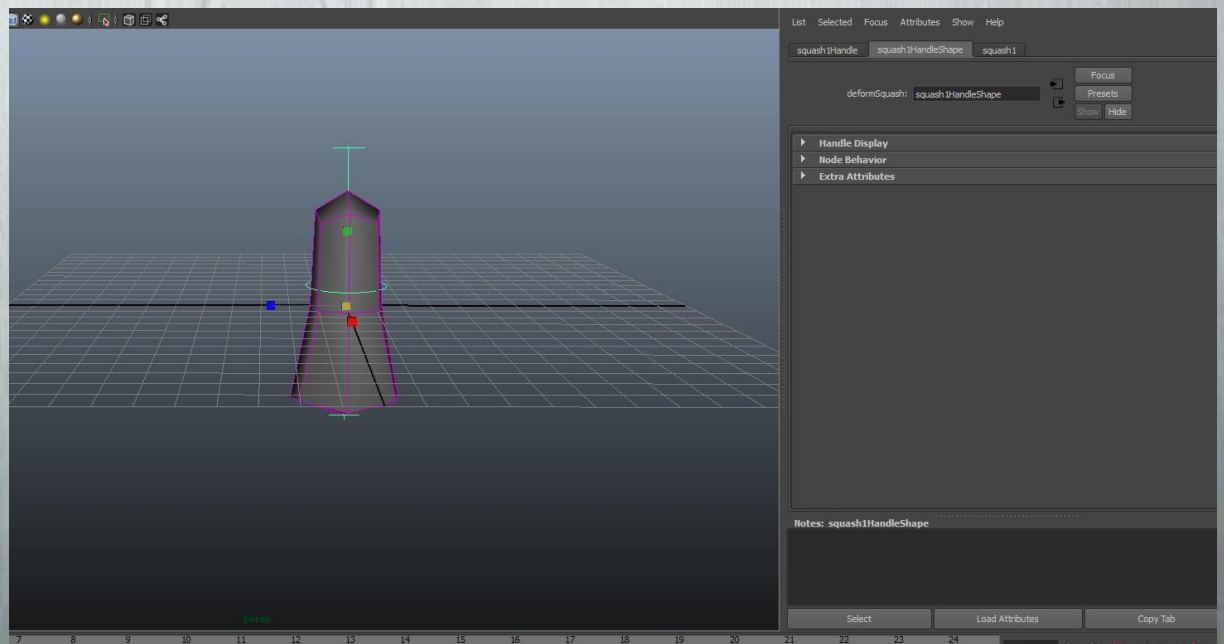 List Selected Focus Attributes Show Help
squash1Handle squash1HandleShape squash1
Focus
deformSquash: squash1HandleShape
Presets
Show Hide
Handle Display
Node Behavior
Extra Attributes
Notes: squash1HandleShape
persp
Select Load Attributes Copy Tab
7 8 9 10 11 12 13 14 15 16 17 18 19 20 21 22 23 24